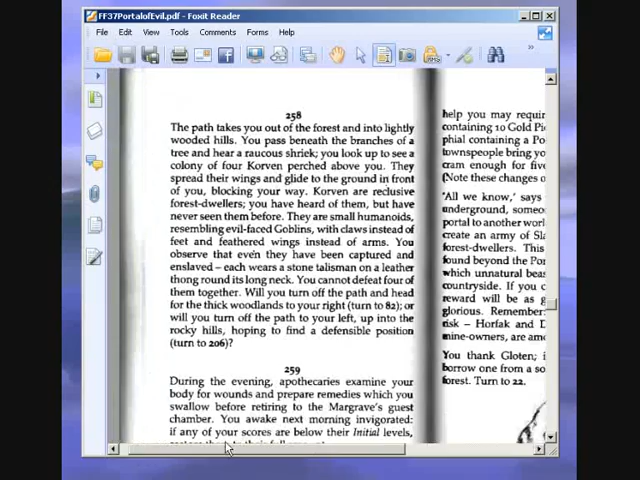 FF37PortalofEvil.pdf - Foxit Reader
File Edit View Tools Comments Forms Help
258
The path takes you out of the forest and into lightly
wooded hills. You pass beneath the branches of a
tree and hear a raucous shriek; you look up to see a
colony of four Korven perched above you. They
spread their wings and glide to the ground in front
of you, blocking your way. Korven are reclusive
forest-dwellers; you have heard of them, but have
never seen them before. They are small humanoids,
resembling evil-faced Goblins, with claws instead of
feet and feathered wings instead of arms. You
observe that even they have been captured and
enslaved – each wears a stone talisman on a leather
thong round its long neck. You cannot defeat four of
them together. Will you turn off the path and head
for the thick woodlands to your right (turn to 82); or
will you turn off the path to your left, up into the
rocky hills, hoping to find a defensible position
(turn to 206)?
259
During the evening, apothecaries examine your
body for wounds and prepare remedies which you
swallow before retiring to the Margrave's guest
chamber. You awake next morning invigorated:
if any of your scores are below their Initial levels,
help you may requir
containing 10 Gold Pie
phial containing a Po
townspeople bring yo
cram enough for five
(Note these changes o
'All we know,' says
underground, someo
portal to another worl
create an army of Sla
forest-dwellers. This
found beyond the Por
which unnatural beas
countryside. If you c
reward will be as g
glorious. Remember:
risk – Horfak and D
mine-owners, are amo
You thank Gloten; i
borrow one from a so
forest. Turn to 22.